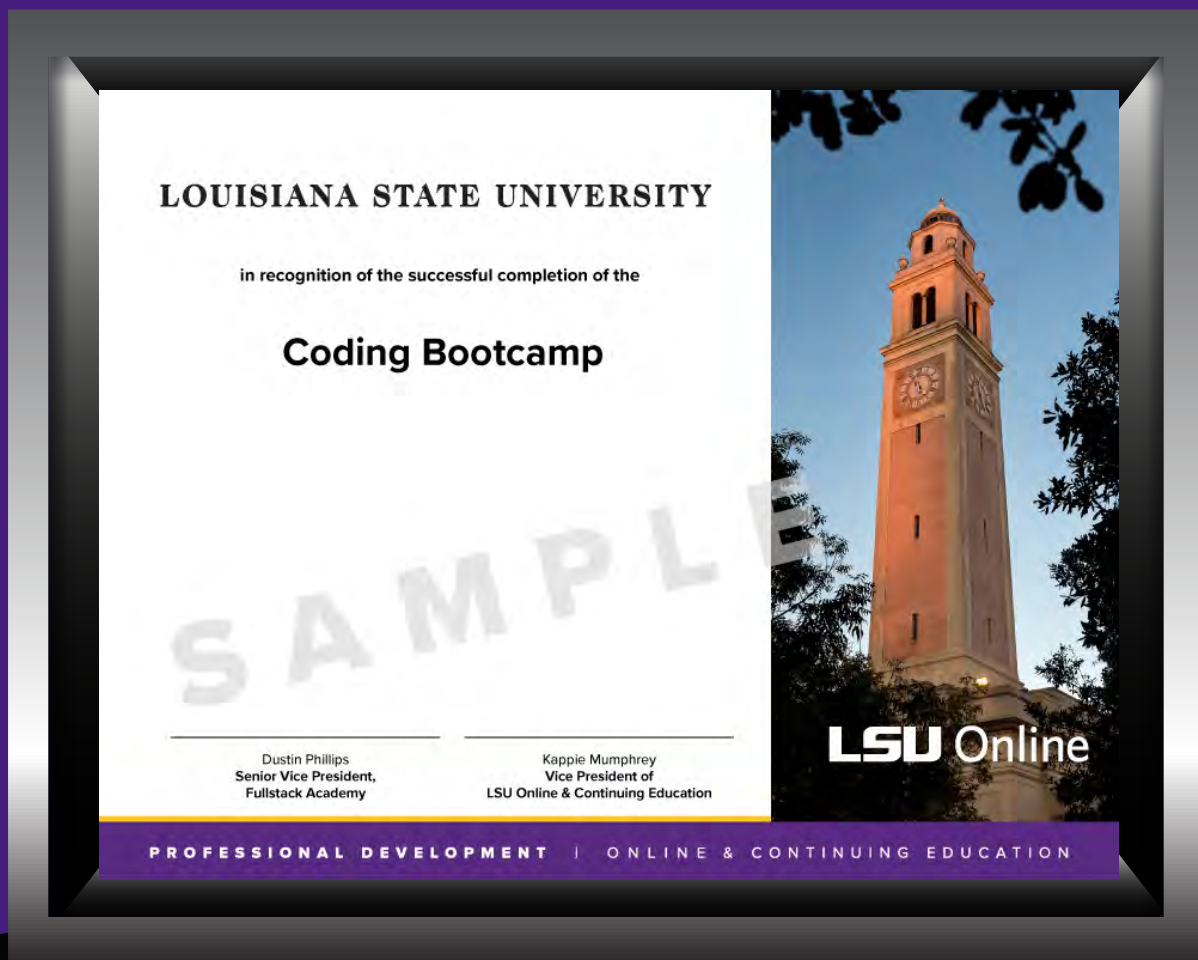 LOUISIANA STATE UNIVERSITY
in recognition of the successful completion of the
Coding Bootcamp
SAMPLE
Dustin Phillips
Senior Vice President,
Fullstack Academy
Kappie Mumphrey
Vice President of
LSU Online & Continuing Education
LSU Online
PROFESSIONAL DEVELOPMENT | ONLINE & CONTINUING EDUCATION